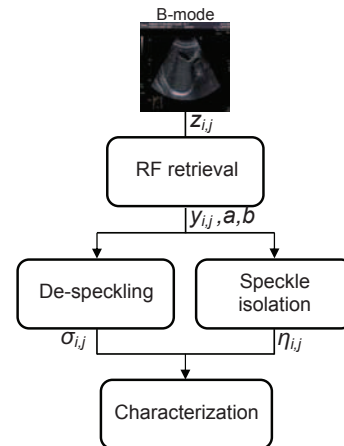 B-mode
z_{i,j}
RF retrieval
y_{i,j} ,a,b
De-speckling
Speckle
isolation
σ_{i,j}
η_{i,j}
Characterization